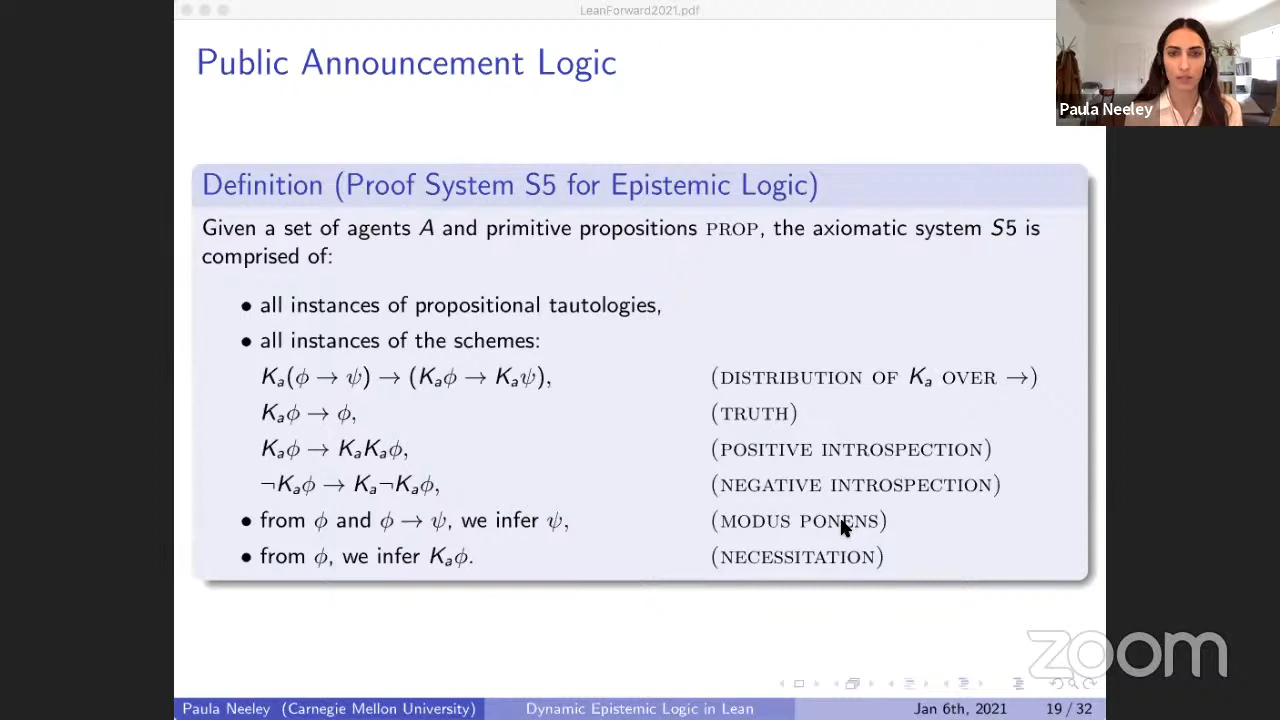 LeanForward2021.pdf
Public Announcement Logic
Paula Neeley
Definition (Proof System S5 for Epistemic Logic)
Given a set of agents A and primitive propositions PROP, the axiomatic system S5 is
comprised of:
• all instances of propositional tautologies,
• all instances of the schemes:
Kₐ(ϕ → ψ) → (Kₐϕ → Kₐψ), (DISTRIBUTION OF Kₐ OVER →)
Kₐϕ → ϕ, (TRUTH)
Kₐϕ → KₐKₐϕ, (POSITIVE INTROSPECTION)
¬Kₐϕ → Kₐ¬Kₐϕ, (NEGATIVE INTROSPECTION)
• from ϕ and ϕ → ψ, we infer ψ, (MODUS PONENS)
• from ϕ, we infer Kₐϕ. (NECESSITATION)
zoom
Paula Neeley (Carnegie Mellon University) Dynamic Epistemic Logic in Lean Jan 6th, 2021 19 / 32